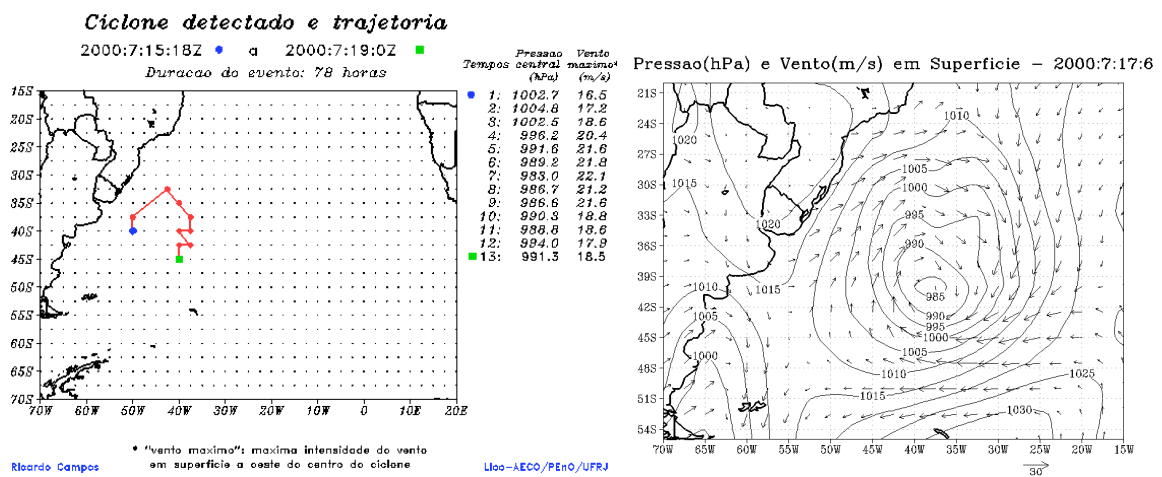 Ciclone detectado e trajetoria
2000:7:15:18Z a 2000:7:19:0Z
Duracao do evento: 78 horas
Tempos Pressao central (hPa) Vento maximo* (m/s)
1: 1002.7 16.5
2: 1004.8 17.2
3: 1002.5 18.6
4: 996.2 20.4
5: 991.6 21.6
6: 989.2 21.8
7: 983.0 22.1
8: 986.7 21.2
9: 986.6 21.6
10: 990.3 18.8
11: 988.8 18.6
12: 994.0 17.9
13: 991.3 18.5
15S
20S
25S
30S
35S
40S
45S
50S
55S
60S
65S
70S
70W 60W 50W 40W 30W 20W 10W 0 10E 20E
* "vento maximo": maxima intensidade do vento
em superficie a oeste do centro do ciclone
Ricardo Campos
Lioc-AECO/PEnO/UFRJ
Pressao(hPa) e Vento(m/s) em Superficie - 2000:7:17:6
21S
24S
27S
30S
33S
36S
39S
42S
45S
48S
51S
54S
1010
1020
1005
1015
1000
995
1020
990
1010
1015
985
1005
990
995
1000
1000
1005
1010
1025
1015
1030
70W 65W 60W 55W 50W 45W 40W 35W 30W 25W 20W 15W
30